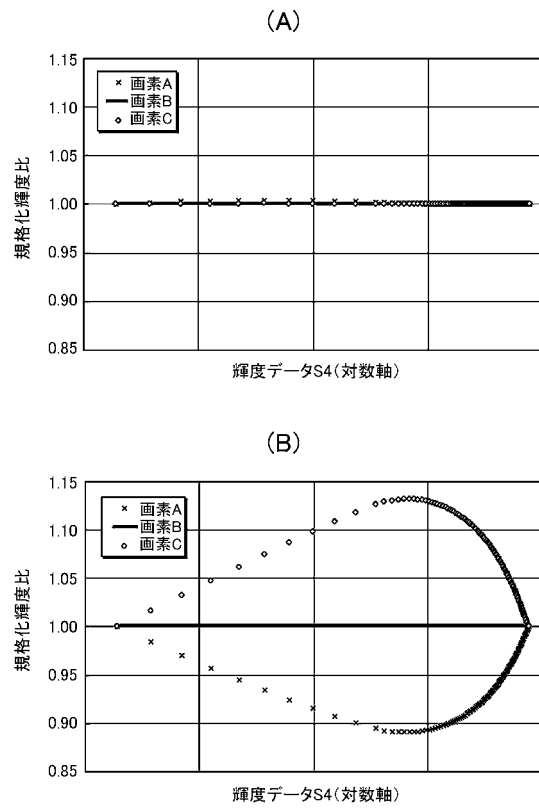 (A)
1.15
1.10
1.05
1.00
0.95
0.90
0.85
規格化輝度比
画素A
画素B
画素C
輝度データS4(対数軸)
(B)
1.15
1.10
1.05
1.00
0.95
0.90
0.85
規格化輝度比
画素A
画素B
画素C
輝度データS4(対数軸)